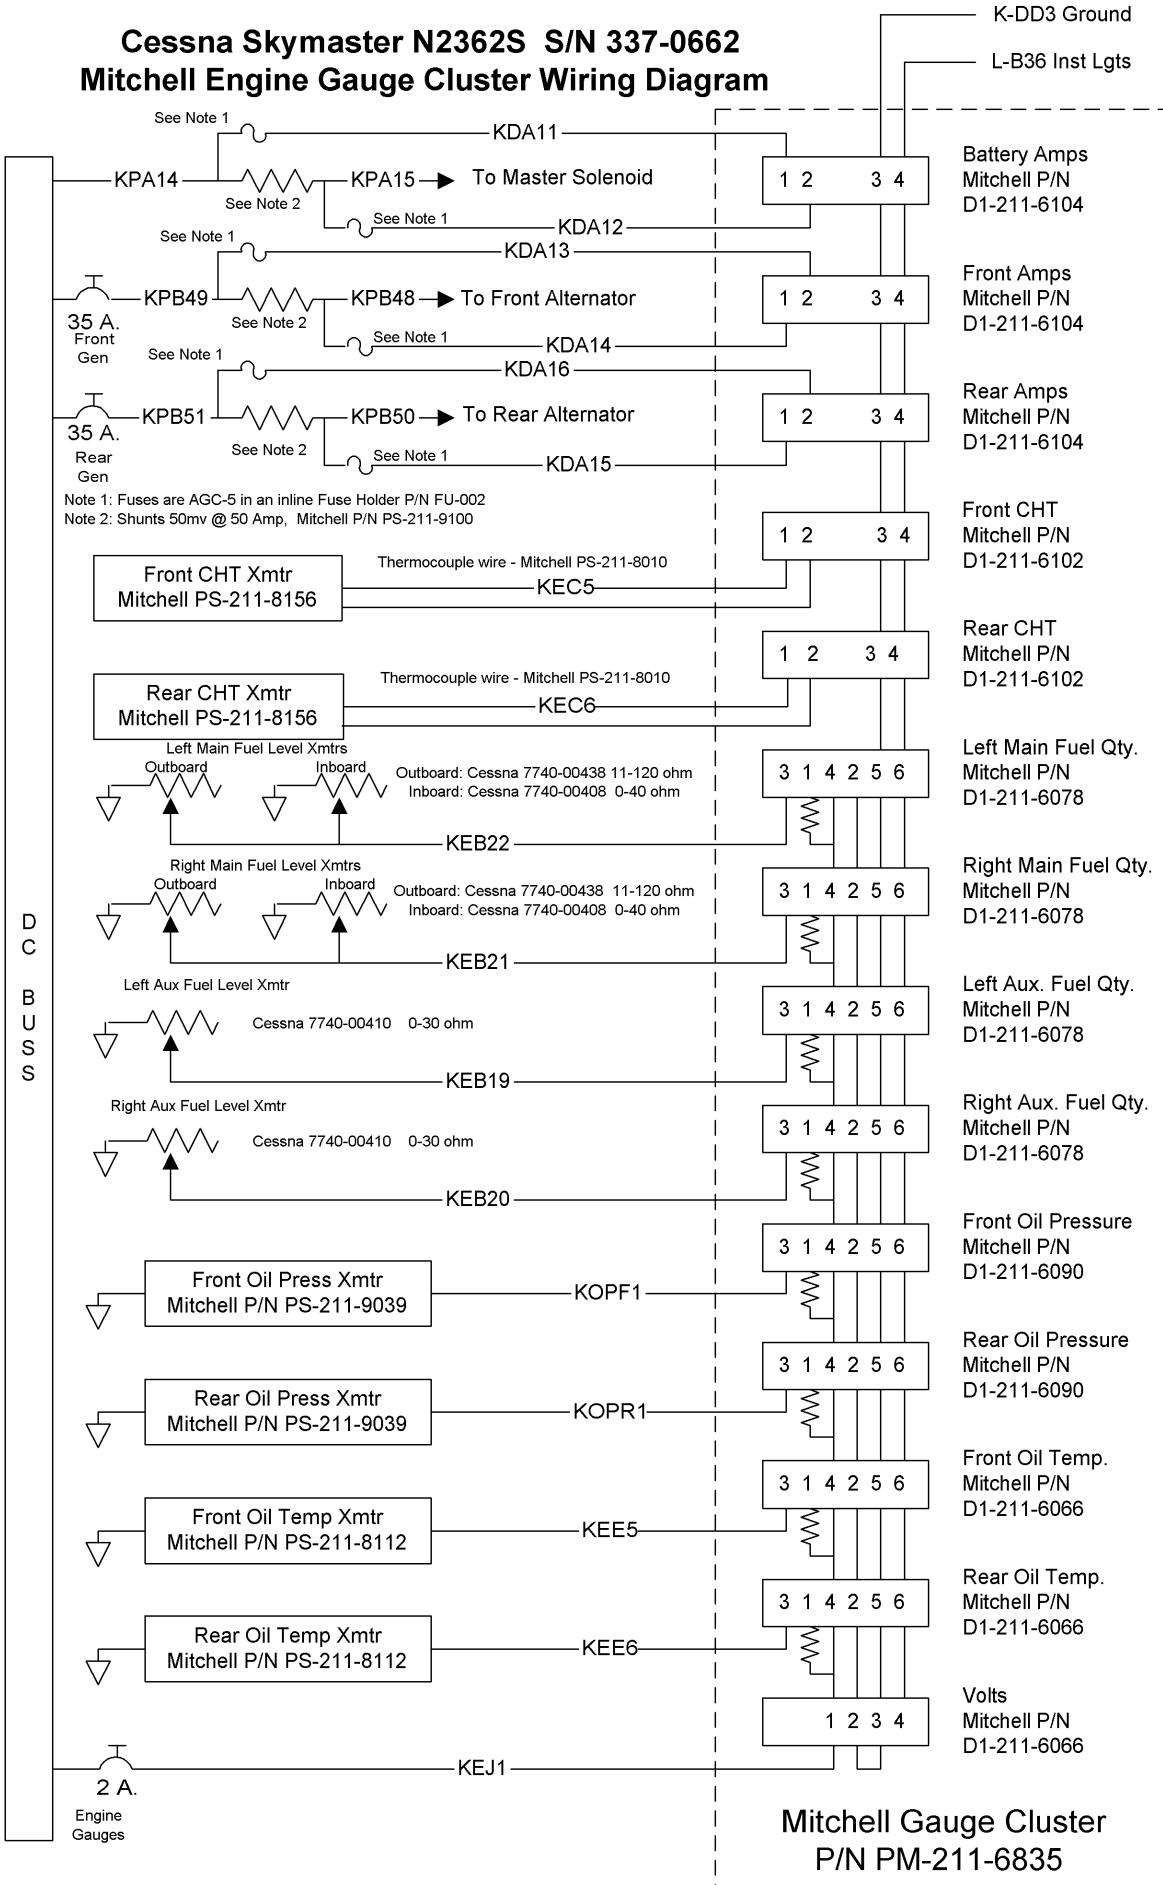 K-DD3 Ground
Cessna Skymaster N2362S S/N 337-0662
L-B36 Inst Lgts
Mitchell Engine Gauge Cluster Wiring Diagram
See Note 1
KDA11
KPA14
See Note 2
KPA15
To Master Solenoid
See Note 1
KDA12
1 2 3 4
Battery Amps
Mitchell P/N
D1-211-6104
See Note 1
KDA13
35 A.
Front
Gen
KPB49
See Note 2
KPB48
To Front Alternator
See Note 1
KDA14
1 2 3 4
Front Amps
Mitchell P/N
D1-211-6104
See Note 1
KDA16
35 A.
Rear
Gen
KPB51
See Note 2
KPB50
To Rear Alternator
See Note 1
KDA15
1 2 3 4
Rear Amps
Mitchell P/N
D1-211-6104
Note 1: Fuses are AGC-5 in an inline Fuse Holder P/N FU-002
Note 2: Shunts 50mv @ 50 Amp, Mitchell P/N PS-211-9100
Front CHT Xmtr
Mitchell PS-211-8156
Thermocouple wire - Mitchell PS-211-8010
KEC5
1 2 3 4
Front CHT
Mitchell P/N
D1-211-6102
Rear CHT Xmtr
Mitchell PS-211-8156
Thermocouple wire - Mitchell PS-211-8010
KEC6
1 2 3 4
Rear CHT
Mitchell P/N
D1-211-6102
Left Main Fuel Level Xmtrs
Outboard
Inboard
Outboard: Cessna 7740-00438 11-120 ohm
Inboard: Cessna 7740-00408 0-40 ohm
KEB22
3 1 4 2 5 6
Left Main Fuel Qty.
Mitchell P/N
D1-211-6078
Right Main Fuel Level Xmtrs
Outboard
Inboard
Outboard: Cessna 7740-00438 11-120 ohm
Inboard: Cessna 7740-00408 0-40 ohm
KEB21
3 1 4 2 5 6
Right Main Fuel Qty.
Mitchell P/N
D1-211-6078
DC BUSS
Left Aux Fuel Level Xmtr
Cessna 7740-00410 0-30 ohm
KEB19
3 1 4 2 5 6
Left Aux. Fuel Qty.
Mitchell P/N
D1-211-6078
Right Aux Fuel Level Xmtr
Cessna 7740-00410 0-30 ohm
KEB20
3 1 4 2 5 6
Right Aux. Fuel Qty.
Mitchell P/N
D1-211-6078
Front Oil Press Xmtr
Mitchell P/N PS-211-9039
KOPF1
3 1 4 2 5 6
Front Oil Pressure
Mitchell P/N
D1-211-6090
Rear Oil Press Xmtr
Mitchell P/N PS-211-9039
KOPR1
3 1 4 2 5 6
Rear Oil Pressure
Mitchell P/N
D1-211-6090
Front Oil Temp Xmtr
Mitchell P/N PS-211-8112
KEE5
3 1 4 2 5 6
Front Oil Temp.
Mitchell P/N
D1-211-6066
Rear Oil Temp Xmtr
Mitchell P/N PS-211-8112
KEE6
3 1 4 2 5 6
Rear Oil Temp.
Mitchell P/N
D1-211-6066
1 2 3 4
Volts
Mitchell P/N
D1-211-6066
KEJ1
2 A.
Engine
Gauges
Mitchell Gauge Cluster
P/N PM-211-6835